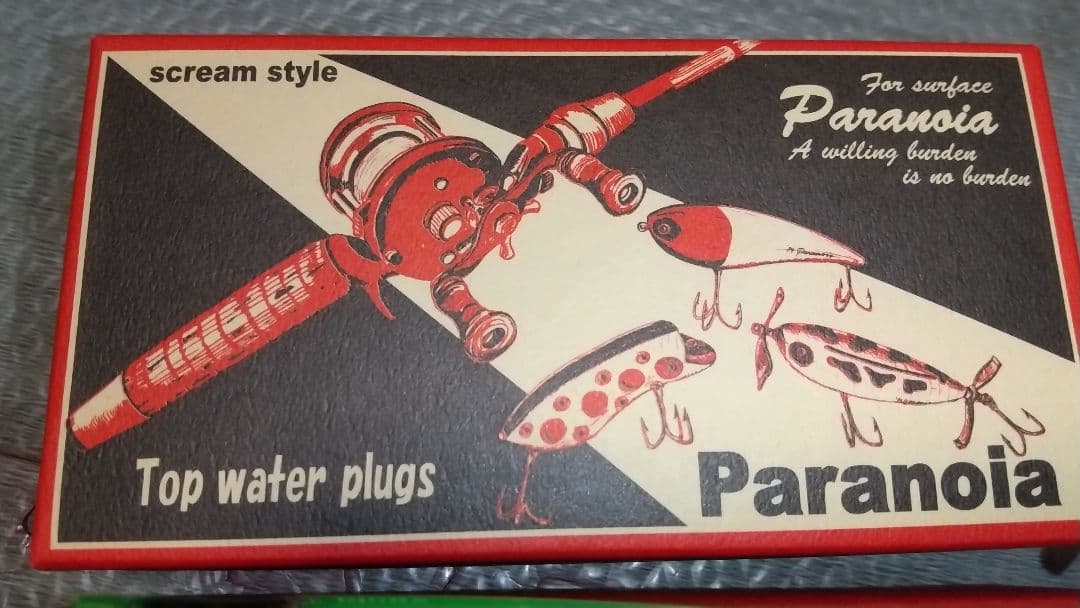 scream style
For surface
Paranoia
A willing burden
is no burden
Top water plugs
Paranoia